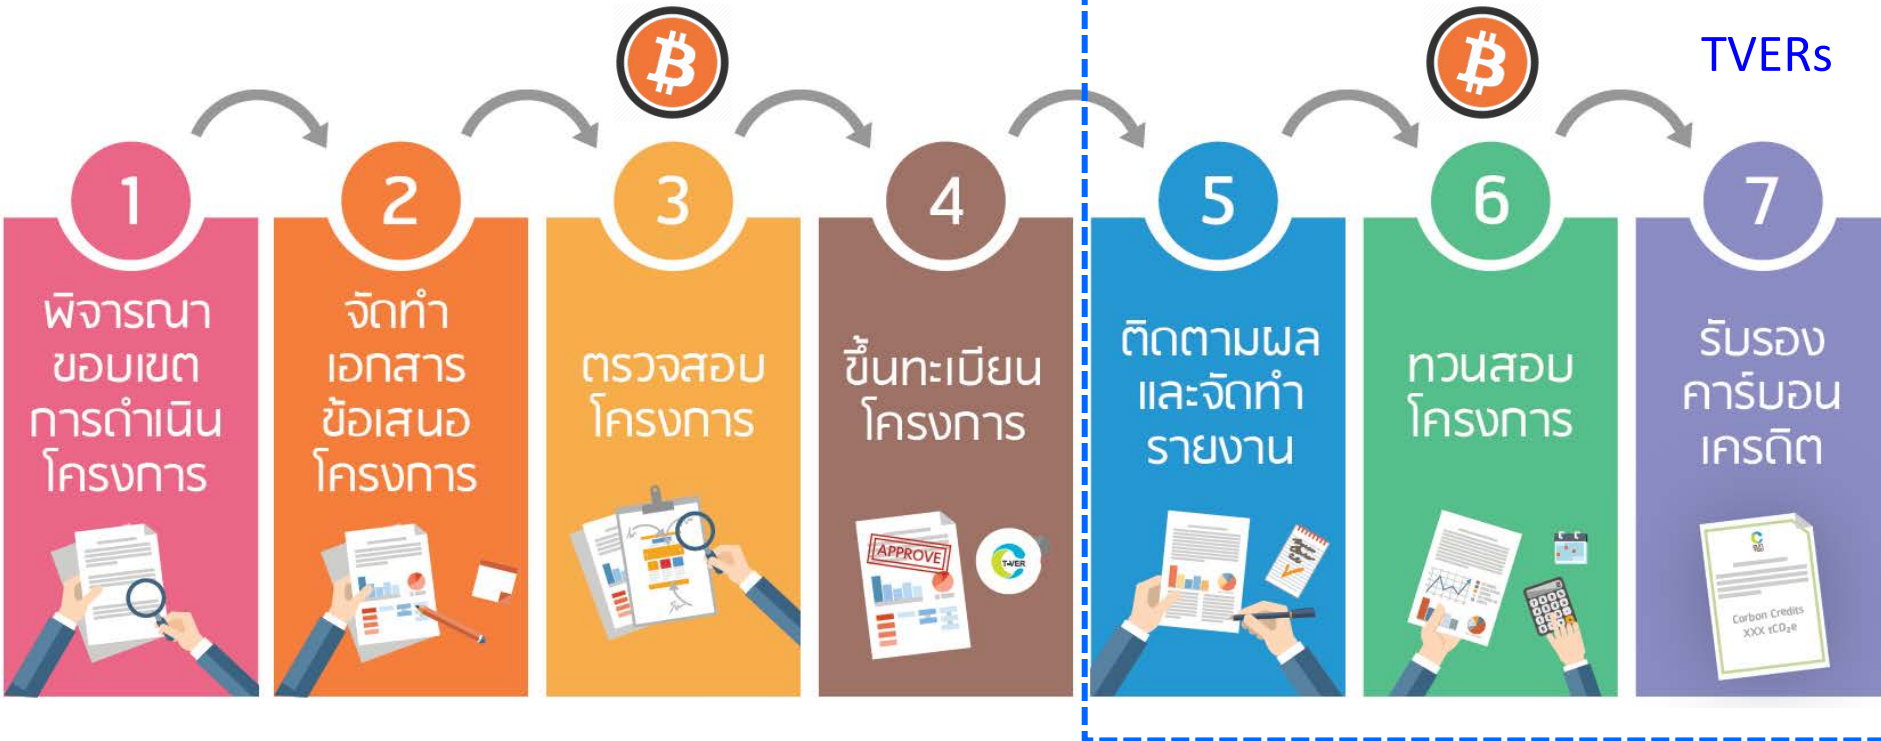 TVERs
1
พิจารณา
ขอบเขต
การดำเนิน
โครงการ
2
จัดทำ
เอกสาร
ข้อเสนอ
โครงการ
3
ตรวจสอบ
โครงการ
4
ขึ้นทะเบียน
โครงการ
APPROVE
T-VER
5
ติดตามผล
และจัดทำ
รายงาน
6
ทวนสอบ
โครงการ
7
รับรอง
คาร์บอน
เครดิต
Carbon Credits
XXX tCO₂e